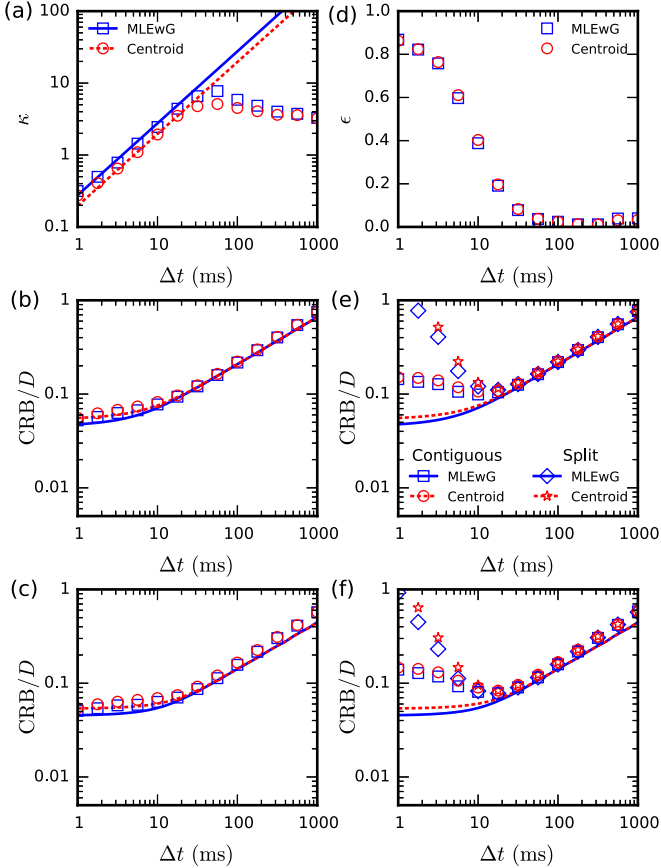 (a)
100
10
1
0.1
κ
MLEwG
Centroid
1 10 100 1000
Δt (ms)
(d)
1.0
0.8
0.6
0.4
0.2
0.0
ϵ
MLEwG
Centroid
1 10 100 1000
Δt (ms)
(b)
1
0.1
0.01
CRB/D
1 10 100 1000
Δt (ms)
(e)
1
0.1
0.01
CRB/D
Contiguous Split
MLEwG MLEwG
Centroid Centroid
1 10 100 1000
Δt (ms)
(c)
1
0.1
0.01
CRB/D
1 10 100 1000
Δt (ms)
(f)
1
0.1
0.01
CRB/D
1 10 100 1000
Δt (ms)